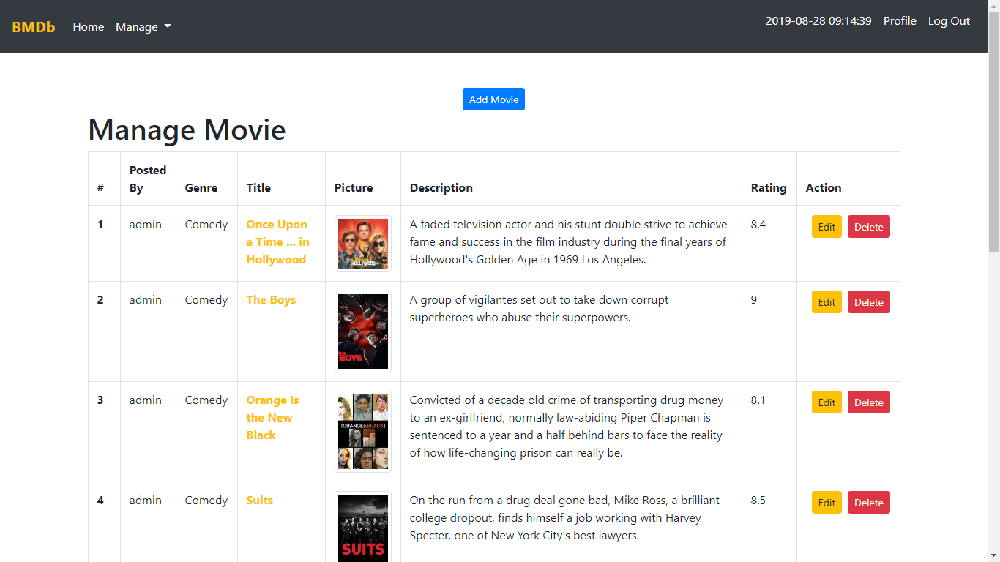 BMDb Home Manage 2019-08-28 09:14:39 Profile Log Out
Add Movie
Manage Movie
# Posted By Genre Title Picture Description Rating Action
1 admin Comedy Once Upon a Time ... in Hollywood
HOLLYWOOD
A faded television actor and his stunt double strive to achieve
fame and success in the film industry during the final years of
Hollywood's Golden Age in 1969 Los Angeles.
8.4 Edit Delete
2 admin Comedy The Boys
THE BOYS
A group of vigilantes set out to take down corrupt
superheroes who abuse their superpowers.
9 Edit Delete
3 admin Comedy Orange Is the New Black
Convicted of a decade old crime of transporting drug money
to an ex-girlfriend, normally law-abiding Piper Chapman is
sentenced to a year and a half behind bars to face the reality
of how life-changing prison can really be.
8.1 Edit Delete
4 admin Comedy Suits
SUITS
On the run from a drug deal gone bad, Mike Ross, a brilliant
college dropout, finds himself a job working with Harvey
Specter, one of New York City's best lawyers.
8.5 Edit Delete